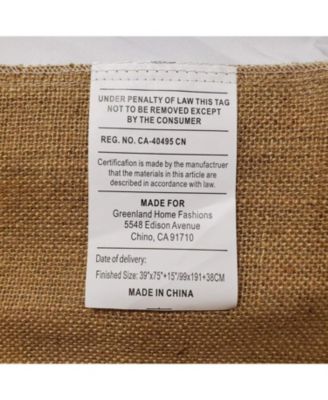 UNDER PENALTY OF LAW THIS TAG
NOT TO BE REMOVED EXCEPT
BY THE CONSUMER
REG. NO. CA-40495 CN
Certification is made by the manufactruer
that the materials in this article are
described in accordance with law.
MADE FOR
Greenland Home Fashions
5548 Edison Avenue
Chino, CA 91710
Date of delivery:
Finished Size: 39"x75"+15"/99x191+38CM
MADE IN CHINA